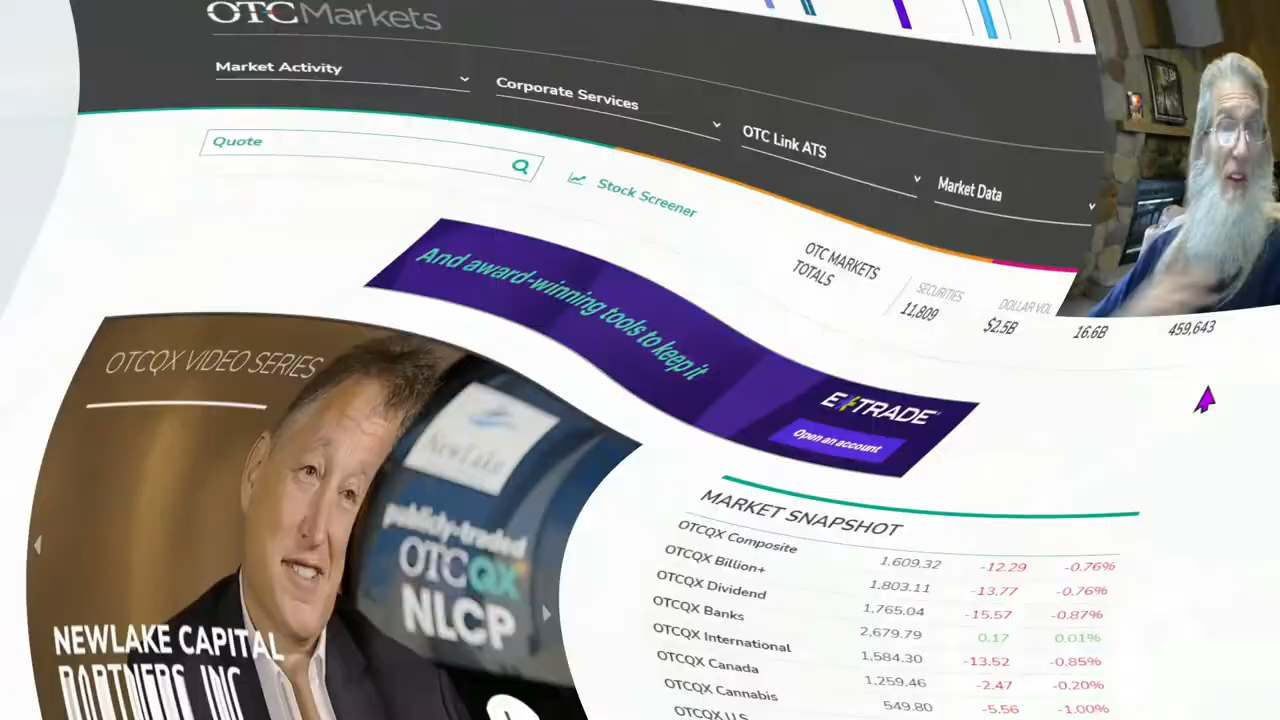 OTCMarkets
Market Activity
Corporate Services
OTC Link ATS
Market Data
Quote
Stock Screener
OTC MARKETS
TOTALS
SECURITIES
11,809
DOLLAR VOL
$2.5B
16.6B
459,643
And award-winning tools to keep it
E*TRADE
Open an account
OTCQX VIDEO SERIES
NewLake
publicly-traded
OTCQX
NLCP
NEWLAKE CAPITAL
PARTNERS, INC
MARKET SNAPSHOT
OTCQX Composite 1,609.32 -12.29 -0.76%
OTCQX Billion+ 1,803.11 -13.77 -0.76%
OTCQX Dividend 1,765.04 -15.57 -0.87%
OTCQX Banks 2,679.79 0.17 0.01%
OTCQX International 1,584.30 -13.52 -0.85%
OTCQX Canada 1,259.46 -2.47 -0.20%
OTCQX Cannabis 549.80 -5.56 -1.00%
OTCQX U.S